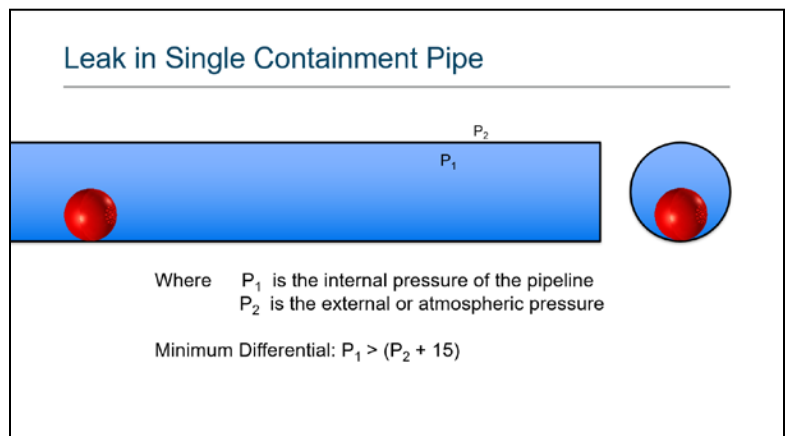 Leak in Single Containment Pipe
P₂
P₁
Where P₁ is the internal pressure of the pipeline
P₂ is the external or atmospheric pressure
Minimum Differential: P₁ > (P₂ + 15)